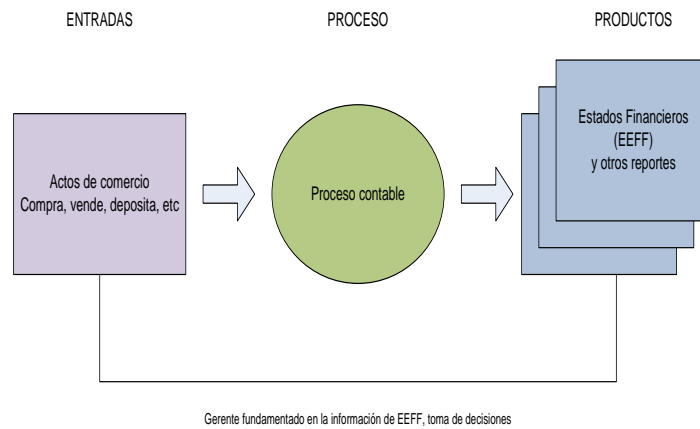 ENTRADAS
PROCESO
PRODUCTOS
Actos de comercio
Compra, vende, deposita, etc
Proceso contable
Estados Financieros
(EEFF)
y otros reportes
Gerente fundamentado en la información de EEFF, toma de decisiones